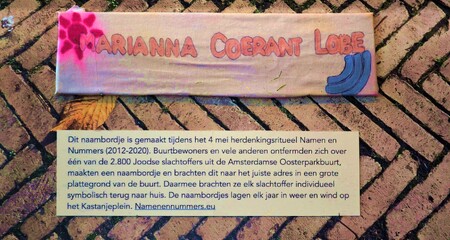 MARIANNA COERANT LOBE
Dit naambordje is gemaakt tijdens het 4 mei herdenkingsritueel Namen en
Nummers (2012-2020). Buurtbewoners en vele anderen ontfermden zich over
één van de 2.800 Joodse slachtoffers uit de Amsterdamse Oosterparkbuurt,
maakten een naambordje en brachten dit naar het juiste adres in een grote
plattegrond van de buurt. Daarmee brachten ze elk slachtoffer individueel
symbolisch terug naar huis. De naambordjes lagen elk jaar in weer en wind op
het Kastanjeplein. Namenennummers.eu